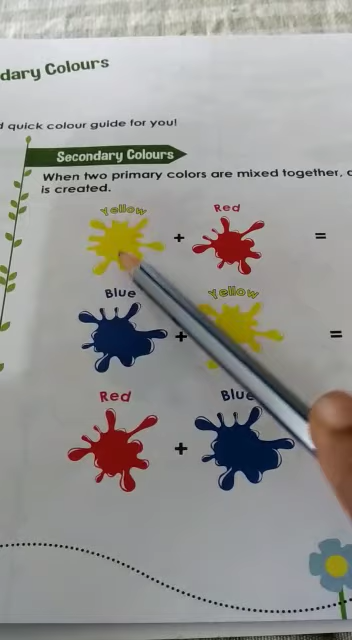 dary Colours
quick colour guide for you!
Secondary Colours
When two primary colors are mixed together,
is created.
Yellow
+
Red
=
Blue
+
Yellow
=
Red
+
Blue